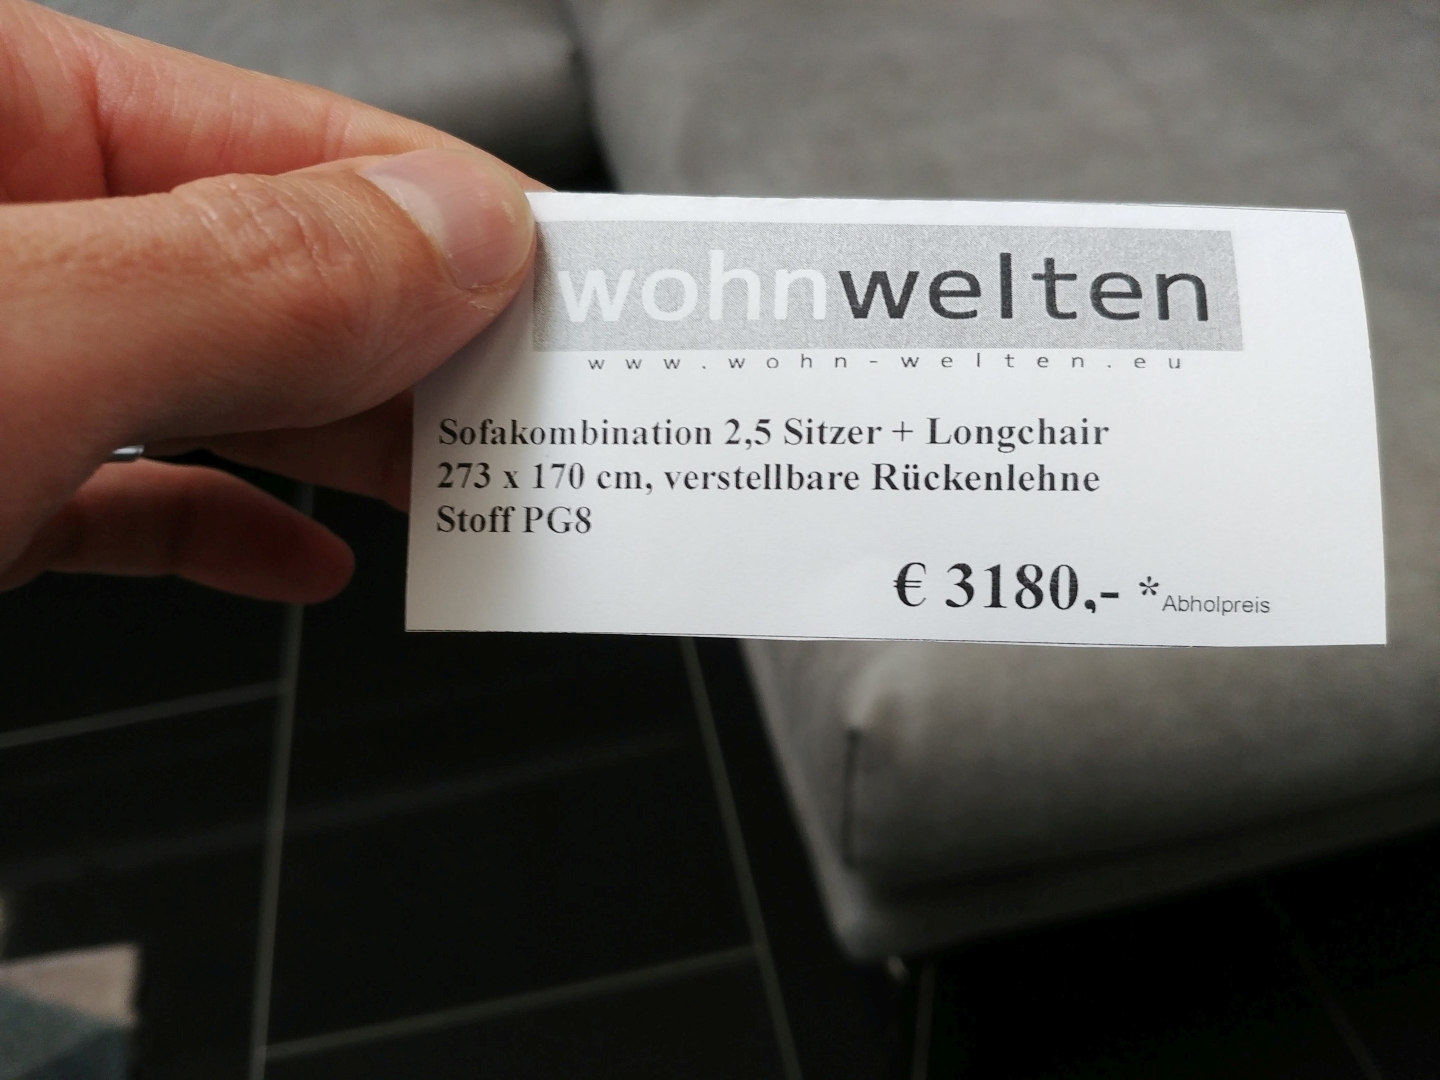 wohnwelten
www.wohn-welten.eu
Sofakombination 2,5 Sitzer + Longchair
273 x 170 cm, verstellbare Rückenlehne
Stoff PG8
€ 3180,- *Abholpreis